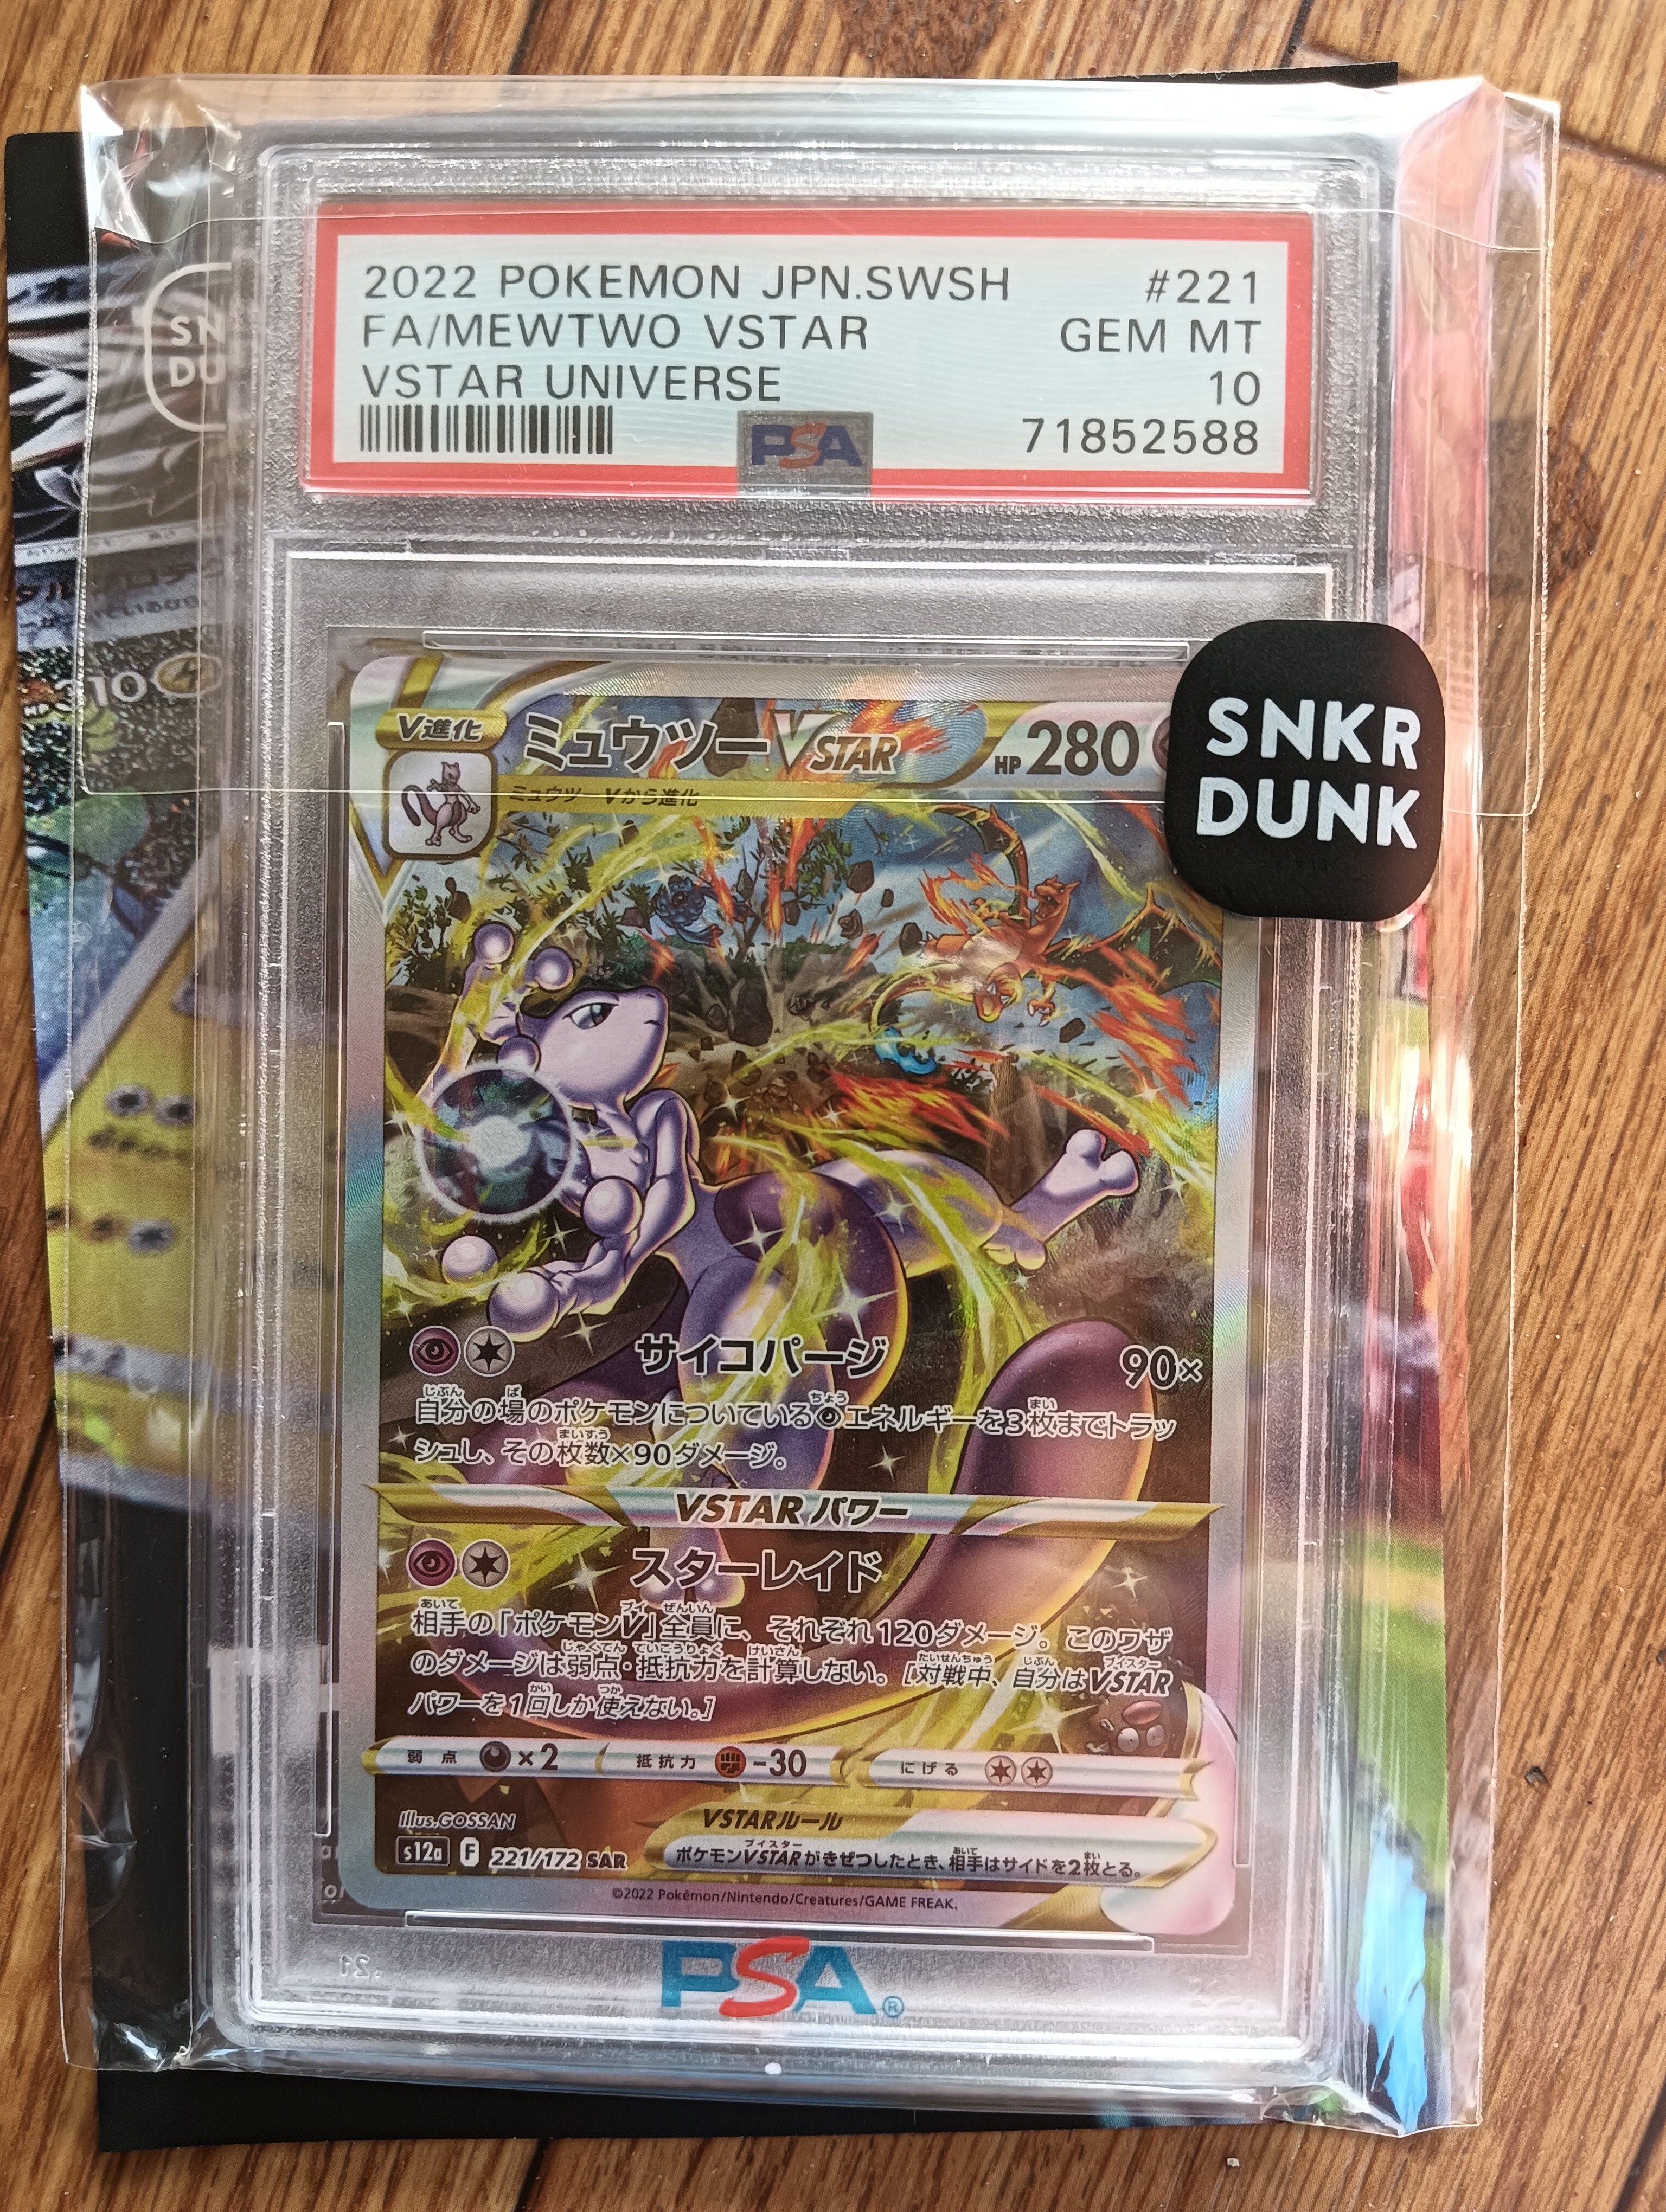 2022 POKEMON JPN.SWSH #221
FA/MEWTWO VSTAR GEM MT
VSTAR UNIVERSE 10
PSA 71852588
SN
DU
310
V進化
ミュウツーVSTAR HP 280
ミュウツーVから進化
SNKR
DUNK
サイコパージ 90×
自分の場のポケモンについているエネルギーを3枚までトラッ
シュし、その枚数×90ダメージ。
VSTARパワー
スターレイド
相手の「ポケモンV」全員に、それぞれ120ダメージ。このワザ
のダメージは弱点・抵抗力を計算しない。[対戦中、自分はVSTAR
パワーを1回しか使えない。]
弱点 ×2 抵抗力 -30 にげる
Illus.GOSSAN
VSTARルール
s12a F 221/172 SAR
ポケモンVSTARがきぜつしたとき、相手はサイドを2枚とる。
©2022 Pokémon/Nintendo/Creatures/GAME FREAK.
PSA®